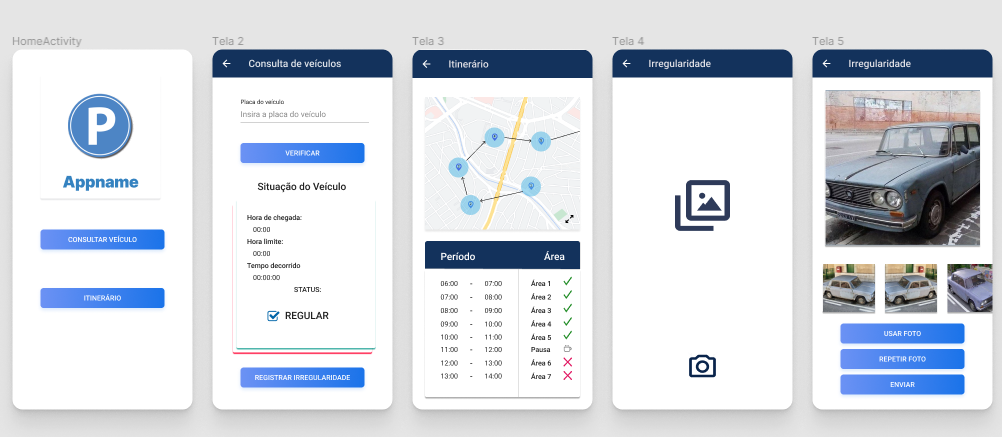 HomeActivity
P
Appname
CONSULTAR VEÍCULO
ITINERÁRIO
Tela 2
Consulta de veículos
Placa do veículo
Insira a placa do veículo
VERIFICAR
Situação do Veículo
Hora de chegada:
00:00
Hora limite:
00:00
Tempo decorrido
00:00:00
STATUS:
REGULAR
REGISTRAR IRREGULARIDADE
Tela 3
Itinerário
Período Área
06:00 - 07:00 Área 1
07:00 - 08:00 Área 2
08:00 - 09:00 Área 3
09:00 - 10:00 Área 4
10:00 - 11:00 Área 5
11:00 - 12:00 Pausa
12:00 - 13:00 Área 6
13:00 - 14:00 Área 7
Tela 4
Irregularidade
Tela 5
Irregularidade
USAR FOTO
REPETIR FOTO
ENVIAR